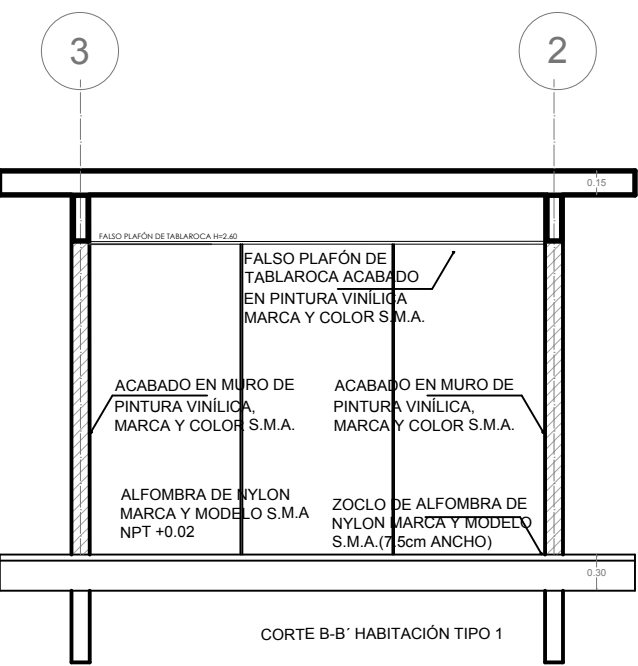 3
2
0.15
FALSO PLAFÓN DE TABLAROCA H=2.60
FALSO PLAFÓN DE
TABLAROCA ACABADO
EN PINTURA VINÍLICA
MARCA Y COLOR S.M.A.
ACABADO EN MURO DE
PINTURA VINÍLICA,
MARCA Y COLOR S.M.A.
ACABADO EN MURO DE
PINTURA VINÍLICA,
MARCA Y COLOR S.M.A.
ALFOMBRA DE NYLON
MARCA Y MODELO S.M.A
NPT +0.02
ZOCLO DE ALFOMBRA DE
NYLON MARCA Y MODELO
S.M.A.(7.5cm ANCHO)
0.30
CORTE B-B´ HABITACIÓN TIPO 1